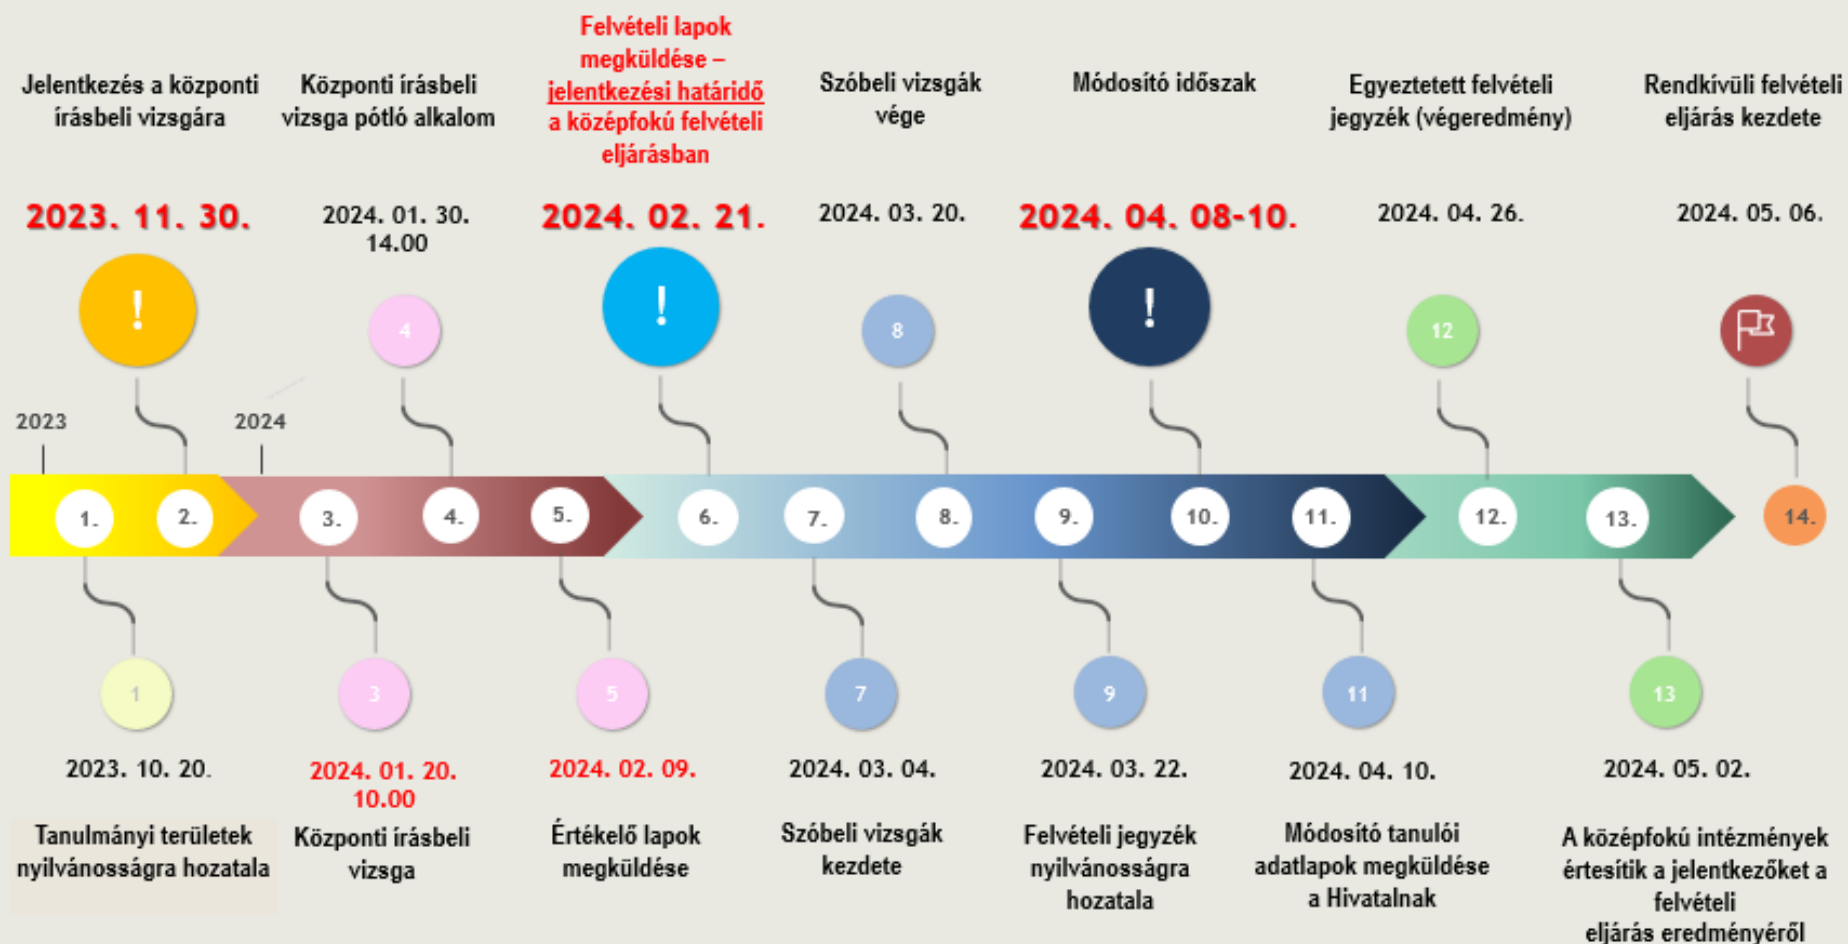 Jelentkezés a központi
írásbeli vizsgára
2023. 11. 30.
!
Központi írásbeli
vizsga pótló alkalom
2024. 01. 30.
14.00
4
Felvételi lapok
megküldése –
jelentkezési határidő
a középfokú felvételi
eljárásban
2024. 02. 21.
!
Szóbeli vizsgák
vége
2024. 03. 20.
8
Módosító időszak
2024. 04. 08-10.
!
Egyeztetett felvételi
jegyzék (végeredmény)
2024. 04. 26.
12
Rendkívüli felvételi
eljárás kezdete
2024. 05. 06.
2023
2024
1.
2.
3.
4.
5.
6.
7.
8.
9.
10.
11.
12.
13.
14.
1
2023. 10. 20.
Tanulmányi területek
nyilvánosságra hozatala
3
2024. 01. 20.
10.00
Központi írásbeli
vizsga
5
2024. 02. 09.
Értékelő lapok
megküldése
7
2024. 03. 04.
Szóbeli vizsgák
kezdete
9
2024. 03. 22.
Felvételi jegyzék
nyilvánosságra
hozatala
11
2024. 04. 10.
Módosító tanulói
adatlapok megküldése
a Hivatalnak
13
2024. 05. 02.
A középfokú intézmények
értesítik a jelentkezőket a
felvételi
eljárás eredményéről